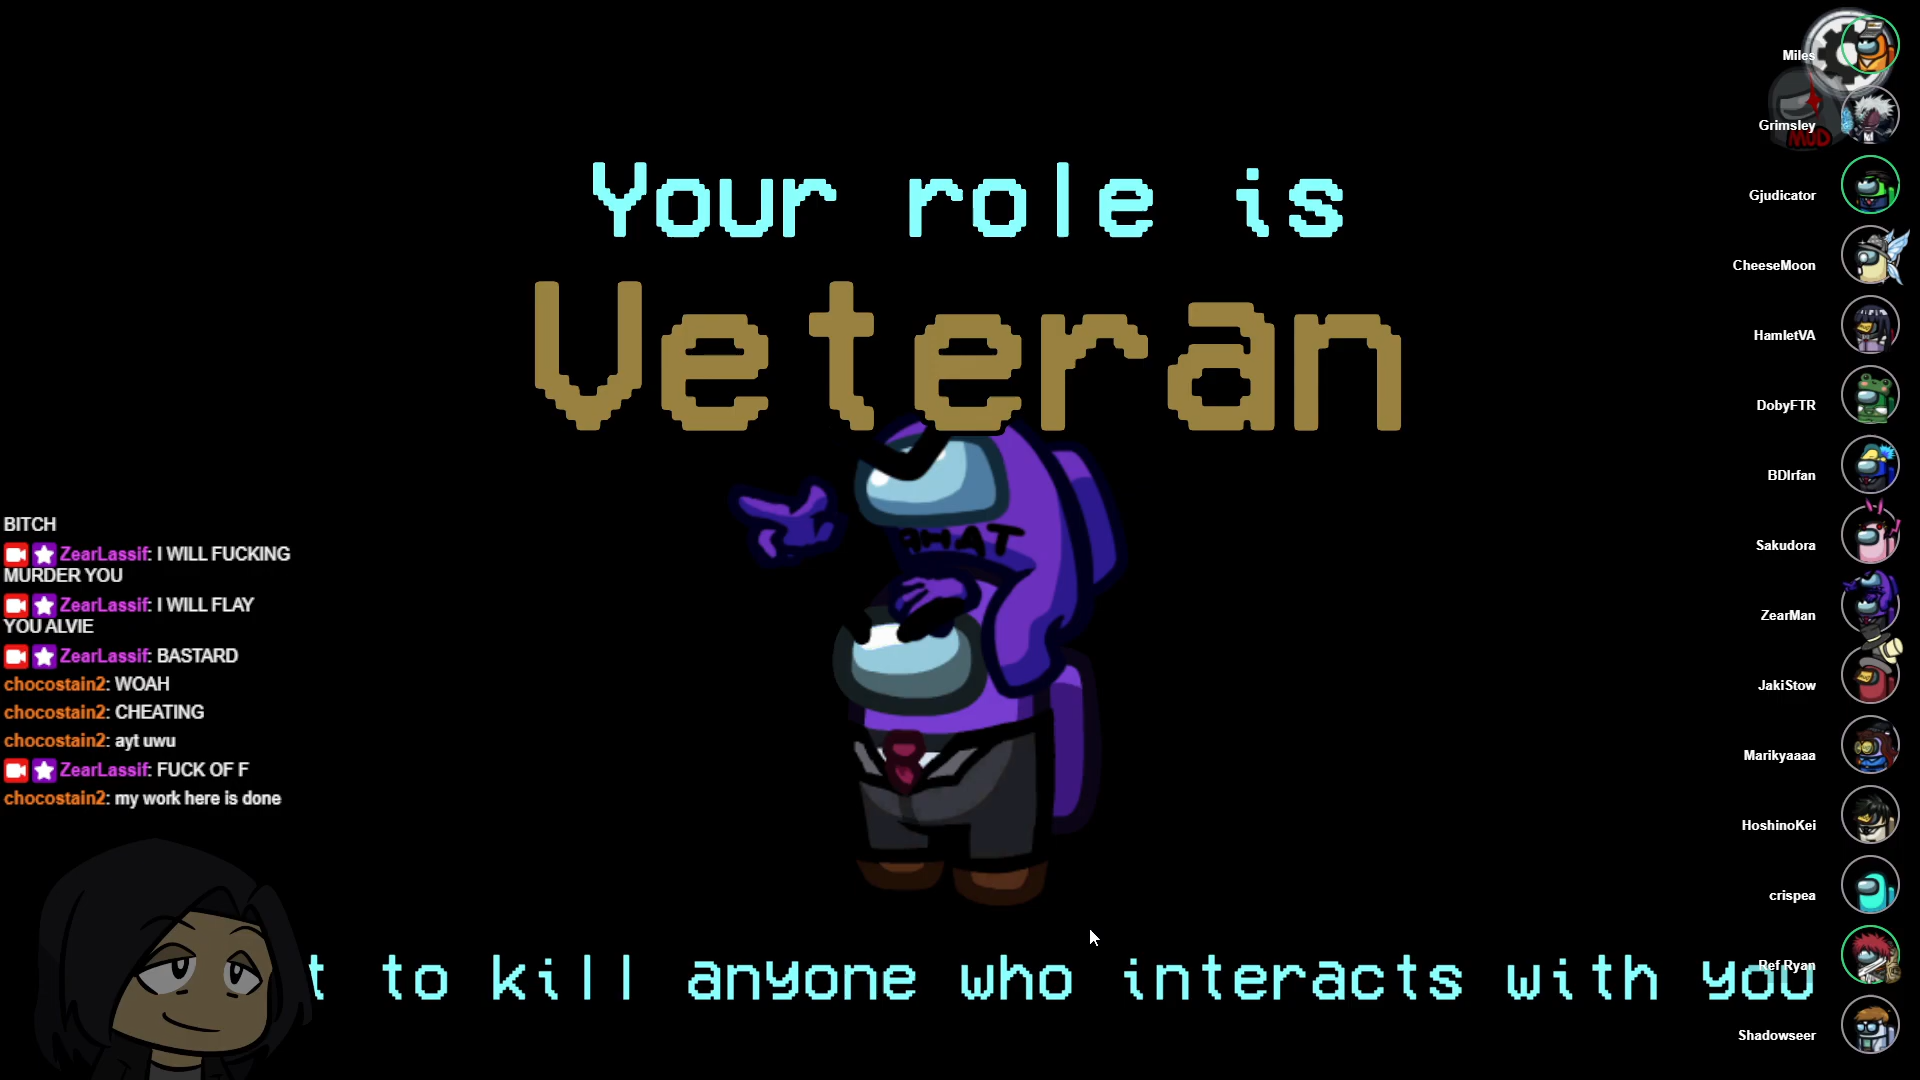 Your role is
Veteran
WHAT
BITCH
ZearLassif: I WILL FUCKING
MURDER YOU
ZearLassif: I WILL FLAY
YOU ALVIE
ZearLassif: BASTARD
chocostain2: WOAH
chocostain2: CHEATING
chocostain2: ayt uwu
ZearLassif: FUCK OF F
chocostain2: my work here is done
t to kill anyone who interacts with you
Miles
MUD
Grimsley
Gjudicator
CheeseMoon
HamletVA
DobyFTR
BDIrfan
Sakudora
ZearMan
JakiStow
Marikyaaaa
HoshinoKei
crispea
Ref Ryan
Shadowseer